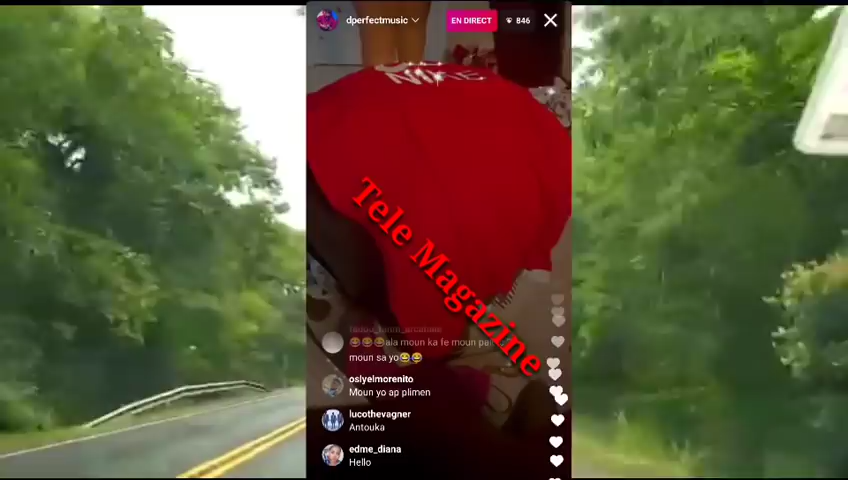 dperfectmusic
EN DIRECT
846
NIKE
Tele Magazine
😂😂😂ala moun ka fe moun
moun sa yo😂😂
oslyelmorenito
Moun yo ap plimen
lucothevagner
Antouka
edme_diana
Hello